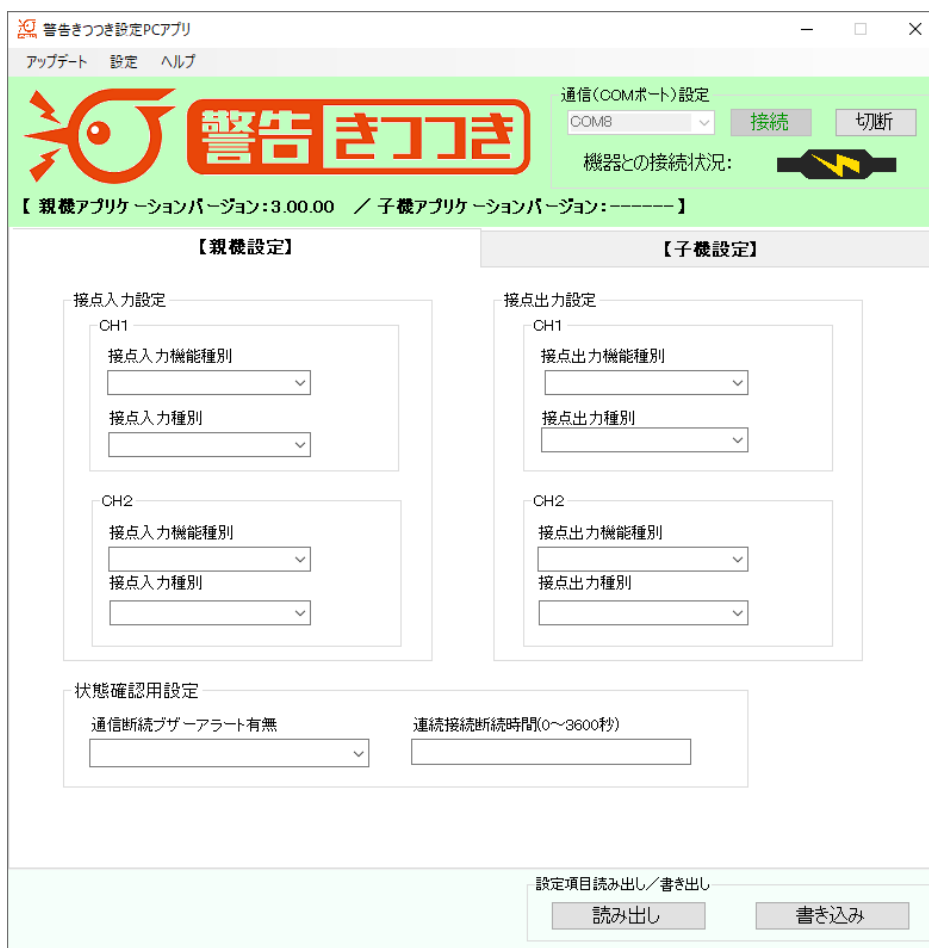 警告きつつき設定PCアプリ
アップデート 設定 ヘルプ
警告きつつき
通信(COMポート)設定
COM8 接続 切断
機器との接続状況:
【 親機アプリケーションバージョン:3.00.00 / 子機アプリケーションバージョン:------ 】
【親機設定】 【子機設定】
接点入力設定
CH1
接点入力機能種別
接点入力種別
CH2
接点入力機能種別
接点入力種別
接点出力設定
CH1
接点出力機能種別
接点出力種別
CH2
接点出力機能種別
接点出力種別
状態確認用設定
通信断続ブザーアラート有無
連続接続断続時間(0~3600秒)
設定項目読み出し/書き出し
読み出し 書き込み